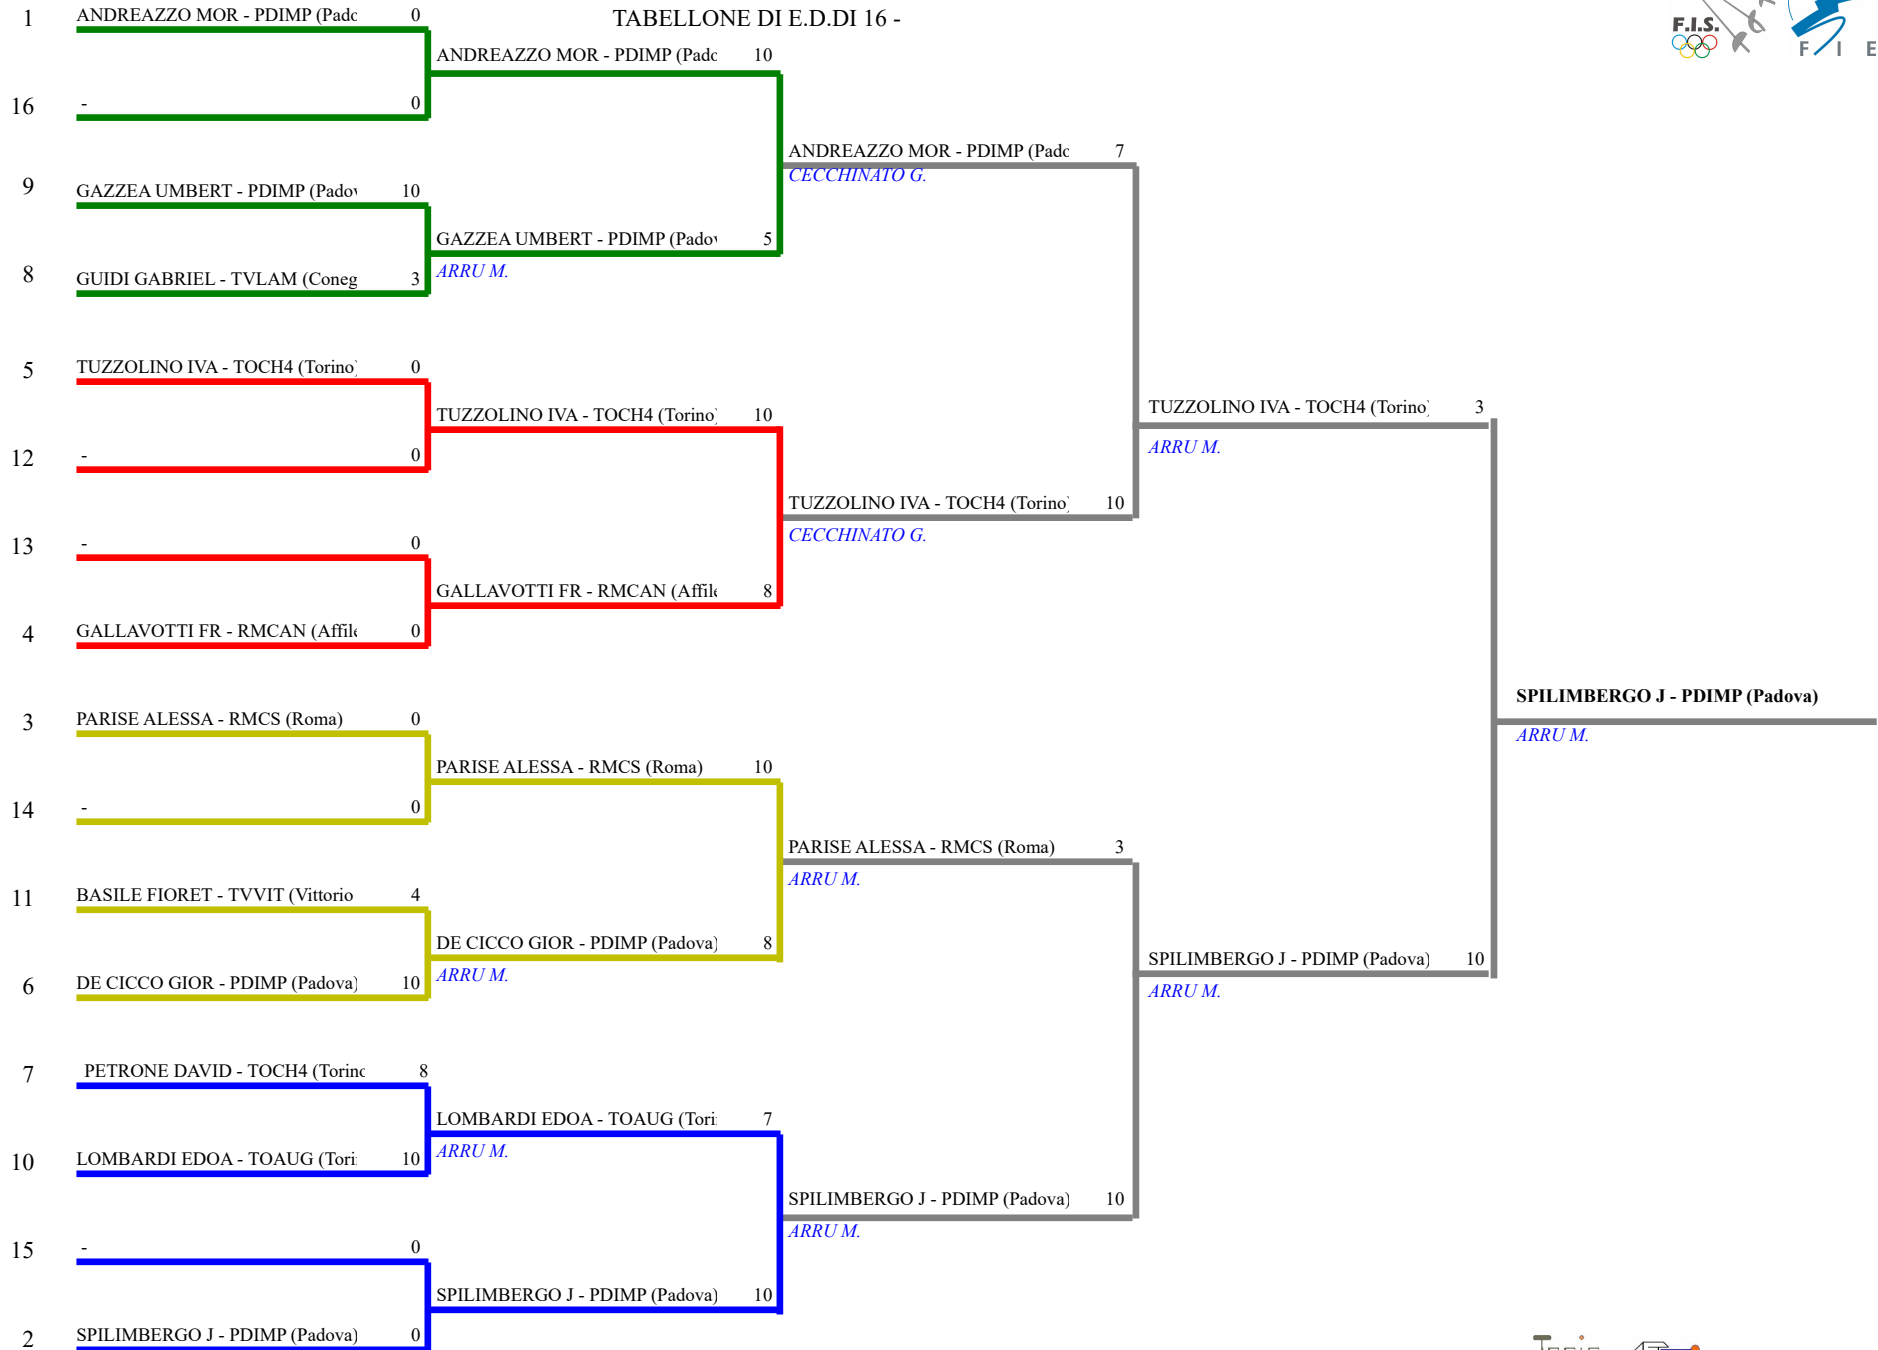 TABELLONE DI E.D.DI 16 -
F.I.S.
F I E
1 ANDREAZZO MOR - PDIMP (Pado 0
ANDREAZZO MOR - PDIMP (Pado 10
16 - 0
ANDREAZZO MOR - PDIMP (Pado 7
CECCHINATO G.
9 GAZZEA UMBERT - PDIMP (Padov 10
GAZZEA UMBERT - PDIMP (Padov 5
ARRU M.
8 GUIDI GABRIEL - TVLAM (Coneg 3
5 TUZZOLINO IVA - TOCH4 (Torino) 0
TUZZOLINO IVA - TOCH4 (Torino) 10
TUZZOLINO IVA - TOCH4 (Torino) 3
ARRU M.
12 - 0
TUZZOLINO IVA - TOCH4 (Torino) 10
CECCHINATO G.
13 - 0
GALLAVOTTI FR - RMCAN (Affile 8
4 GALLAVOTTI FR - RMCAN (Affile 0
SPILIMBERGO J - PDIMP (Padova)
ARRU M.
3 PARISE ALESSA - RMCS (Roma) 0
PARISE ALESSA - RMCS (Roma) 10
14 - 0
PARISE ALESSA - RMCS (Roma) 3
ARRU M.
11 BASILE FIORET - TVVIT (Vittorio 4
DE CICCO GIOR - PDIMP (Padova) 8
ARRU M.
SPILIMBERGO J - PDIMP (Padova) 10
ARRU M.
6 DE CICCO GIOR - PDIMP (Padova) 10
7 PETRONE DAVID - TOCH4 (Torino 8
LOMBARDI EDOA - TOAUG (Tori 7
ARRU M.
10 LOMBARDI EDOA - TOAUG (Tori 10
SPILIMBERGO J - PDIMP (Padova) 10
ARRU M.
15 - 0
SPILIMBERGO J - PDIMP (Padova) 10
2 SPILIMBERGO J - PDIMP (Padova) 0